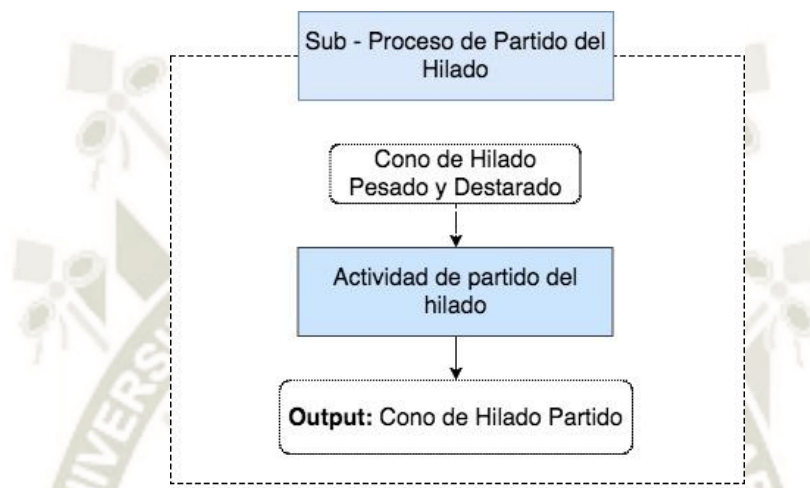 Sub - Proceso de Partido del
Hilado
Cono de Hilado
Pesado y Destarado
Actividad de partido del
hilado
Output: Cono de Hilado Partido